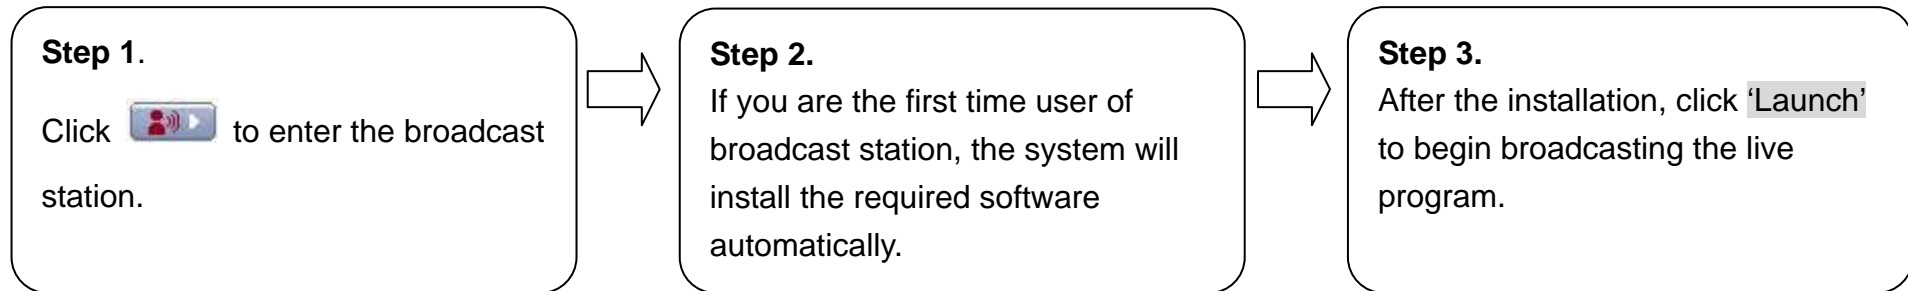 Step 1.
Click to enter the broadcast
station.
Step 2.
If you are the first time user of
broadcast station, the system will
install the required software
automatically.
Step 3.
After the installation, click ‘Launch’
to begin broadcasting the live
program.